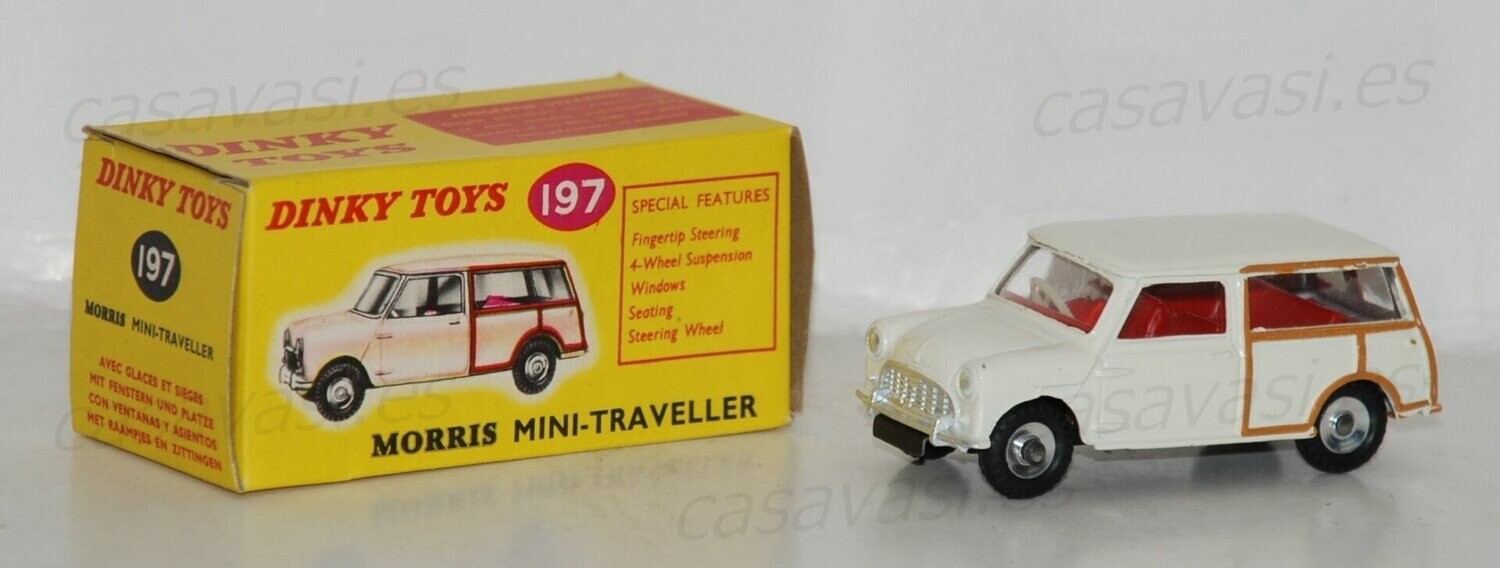 casavasi.es
casavasi.es
DINKY
TOYS
DINKY TOYS
197
MORRIS MINI-TRAVELLER
AVEC GLACES ET SIEGES
MIT FENSTERN UND PLATZE
CON VENTANAS Y ASIENTOS
MET RAAMPJES EN ZITTINGEN
DINKY TOYS
197
SPECIAL FEATURES
Fingertip Steering
4-Wheel Suspension
Windows
Seating
Steering Wheel
MORRIS MINI-TRAVELLER
casavasi.es
casavasi.es
casavasi.es